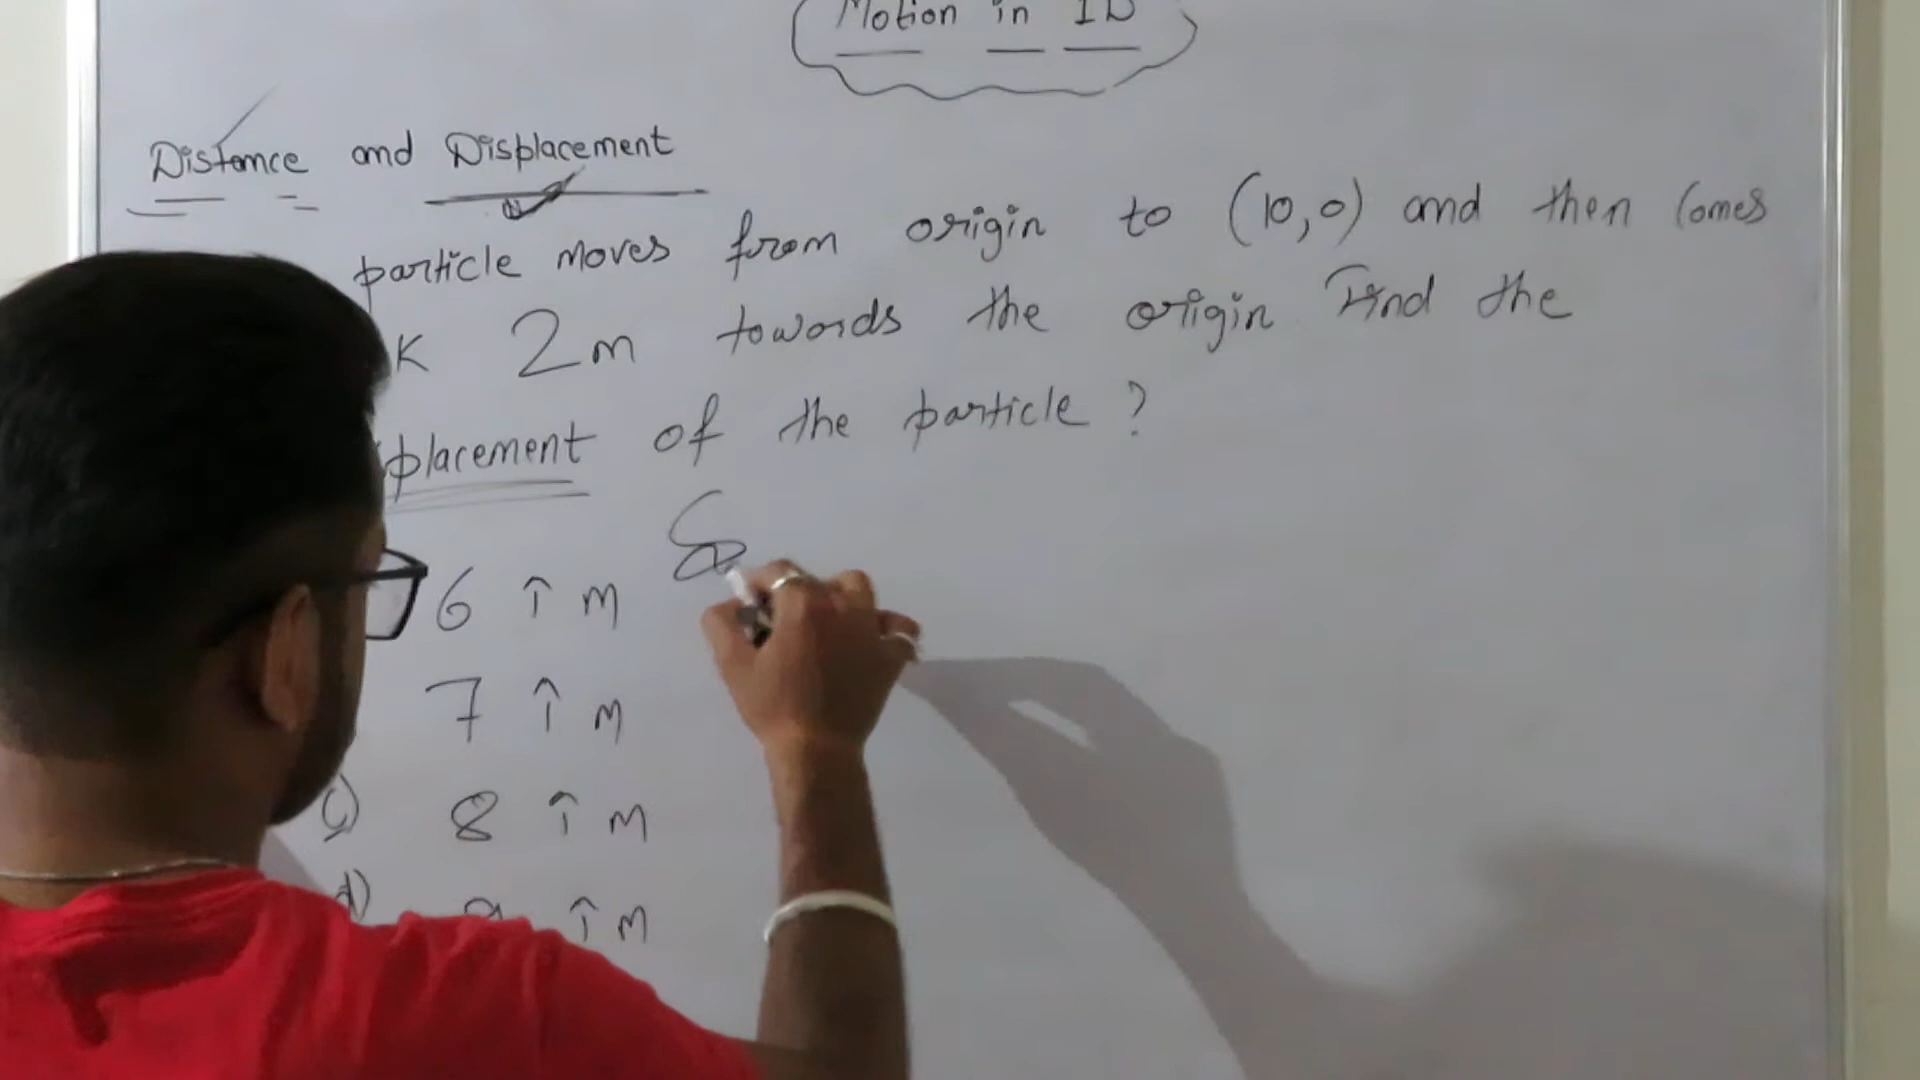 Motion in 1D
Distance and Displacement
particle moves from origin to (10,0) and then comes
K 2m towards the origin Find the
placement of the particle ?
6 î m
7 î m
c) 8 î m
d) 9 î m
S